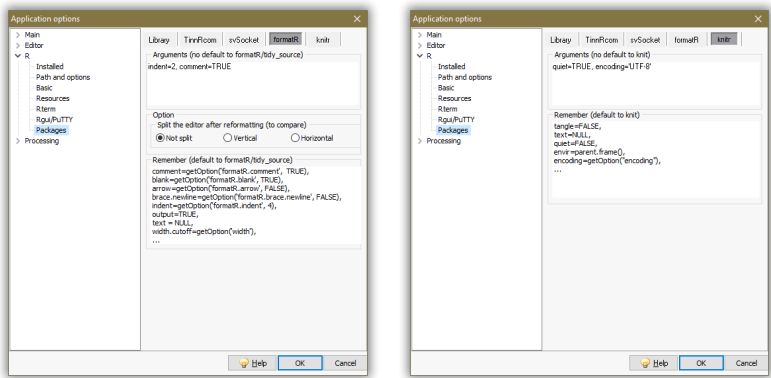 Application options
Main
Editor
R
Installed
Path and options
Basic
Resources
Rterm
Rgui/PuTTY
Packages
Processing
Library TinnRcom svSocket formatR knitr
Arguments (no default to formatR/tidy_source)
indent=2, comment=TRUE
Option
Split the editor after reformatting (to compare)
Not split Vertical Horizontal
Remember (default to formatR/tidy_source)
comment=getOption('formatR.comment', TRUE),
blank=getOption('formatR.blank', TRUE),
arrow=getOption('formatR.arrow', FALSE),
brace.newline=getOption('formatR.brace.newline', FALSE),
indent=getOption('formatR.indent', 4),
output=TRUE,
text = NULL,
width.cutoff=getOption('width'),
...
Help OK Cancel
Application options
Main
Editor
R
Installed
Path and options
Basic
Resources
Rterm
Rgui/PuTTY
Packages
Processing
Library TinnRcom svSocket formatR knitr
Arguments (no default to knit)
quiet=TRUE, encoding='UTF-8'
Remember (default to knit)
tangle=FALSE,
text=NULL,
quiet=FALSE,
envir=parent.frame(),
encoding=getOption("encoding"),
...
Help OK Cancel